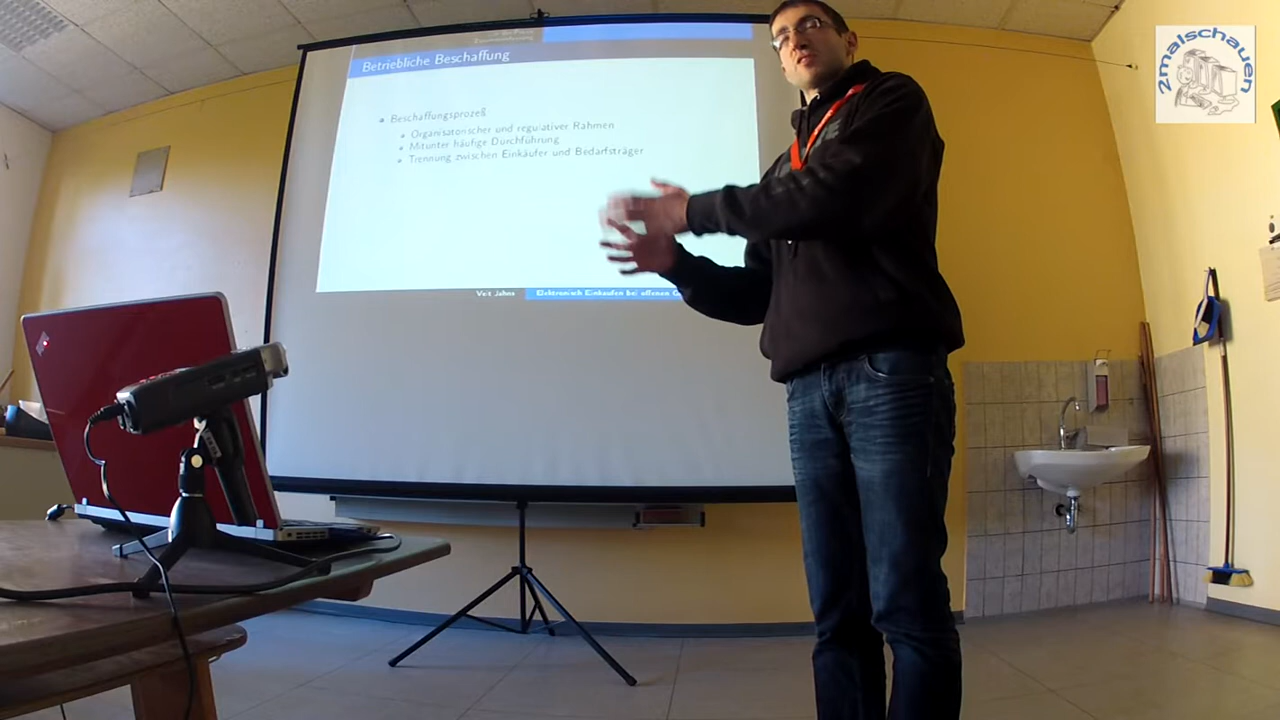 Betriebliche Beschaffung
Beschaffungsprozeß
Organisatorischer und regulativer Rahmen
Mitunter häufige Durchführung
Trennung zwischen Einkäufer und Bedarfsträger
Veit Jahns
Elektronisch Einkaufen bei offenen
2malschauen